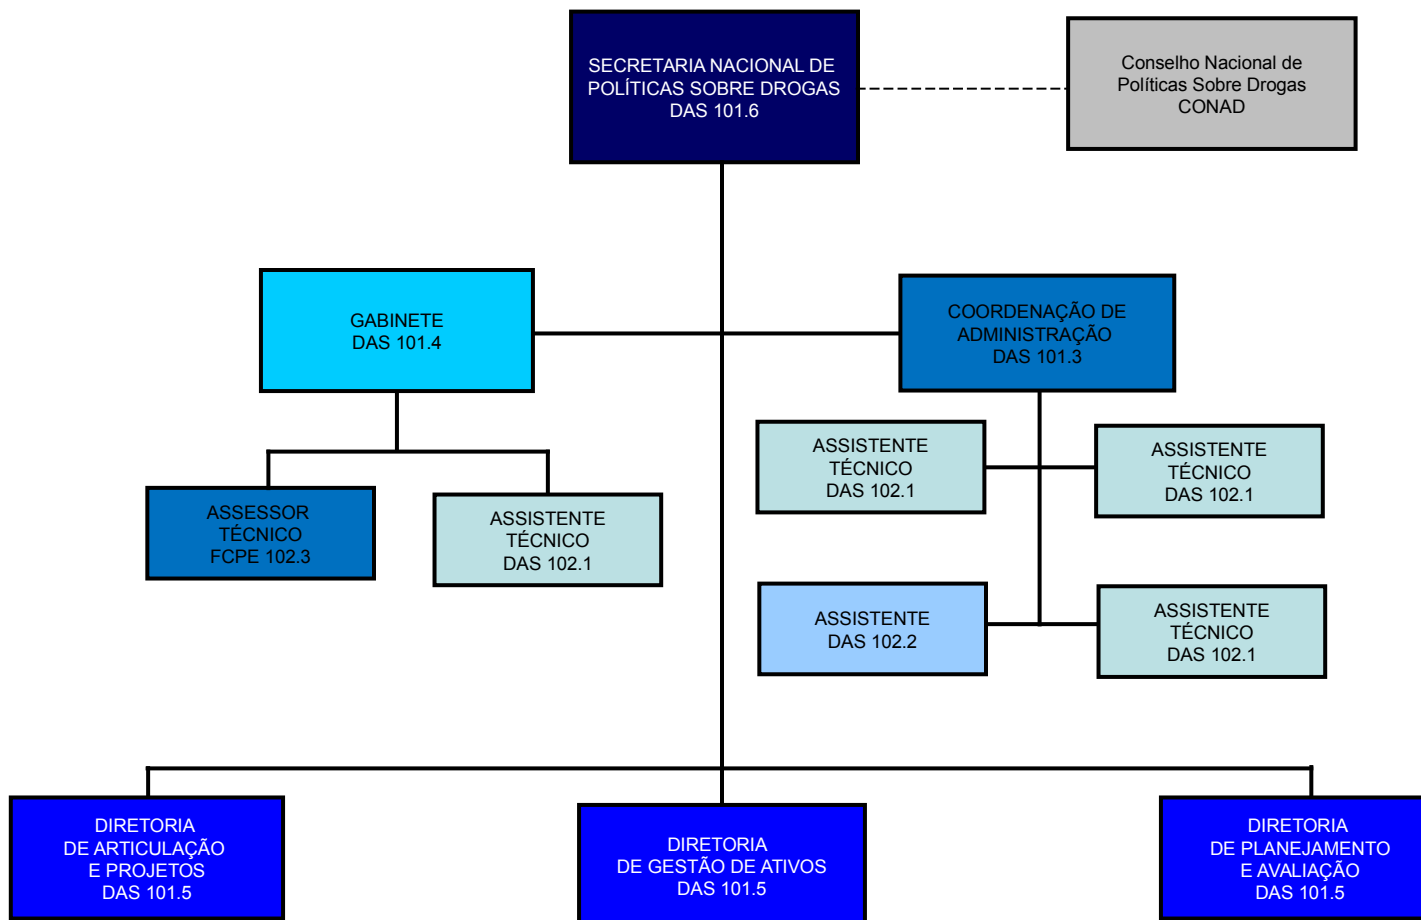 SECRETARIA NACIONAL DE
POLÍTICAS SOBRE DROGAS
DAS 101.6
Conselho Nacional de
Políticas Sobre Drogas
CONAD
GABINETE
DAS 101.4
COORDENAÇÃO DE
ADMINISTRAÇÃO
DAS 101.3
ASSESSOR
TÉCNICO
FCPE 102.3
ASSISTENTE
TÉCNICO
DAS 102.1
ASSISTENTE
TÉCNICO
DAS 102.1
ASSISTENTE
TÉCNICO
DAS 102.1
ASSISTENTE
DAS 102.2
ASSISTENTE
TÉCNICO
DAS 102.1
DIRETORIA
DE ARTICULAÇÃO
E PROJETOS
DAS 101.5
DIRETORIA
DE GESTÃO DE ATIVOS
DAS 101.5
DIRETORIA
DE PLANEJAMENTO
E AVALIAÇÃO
DAS 101.5